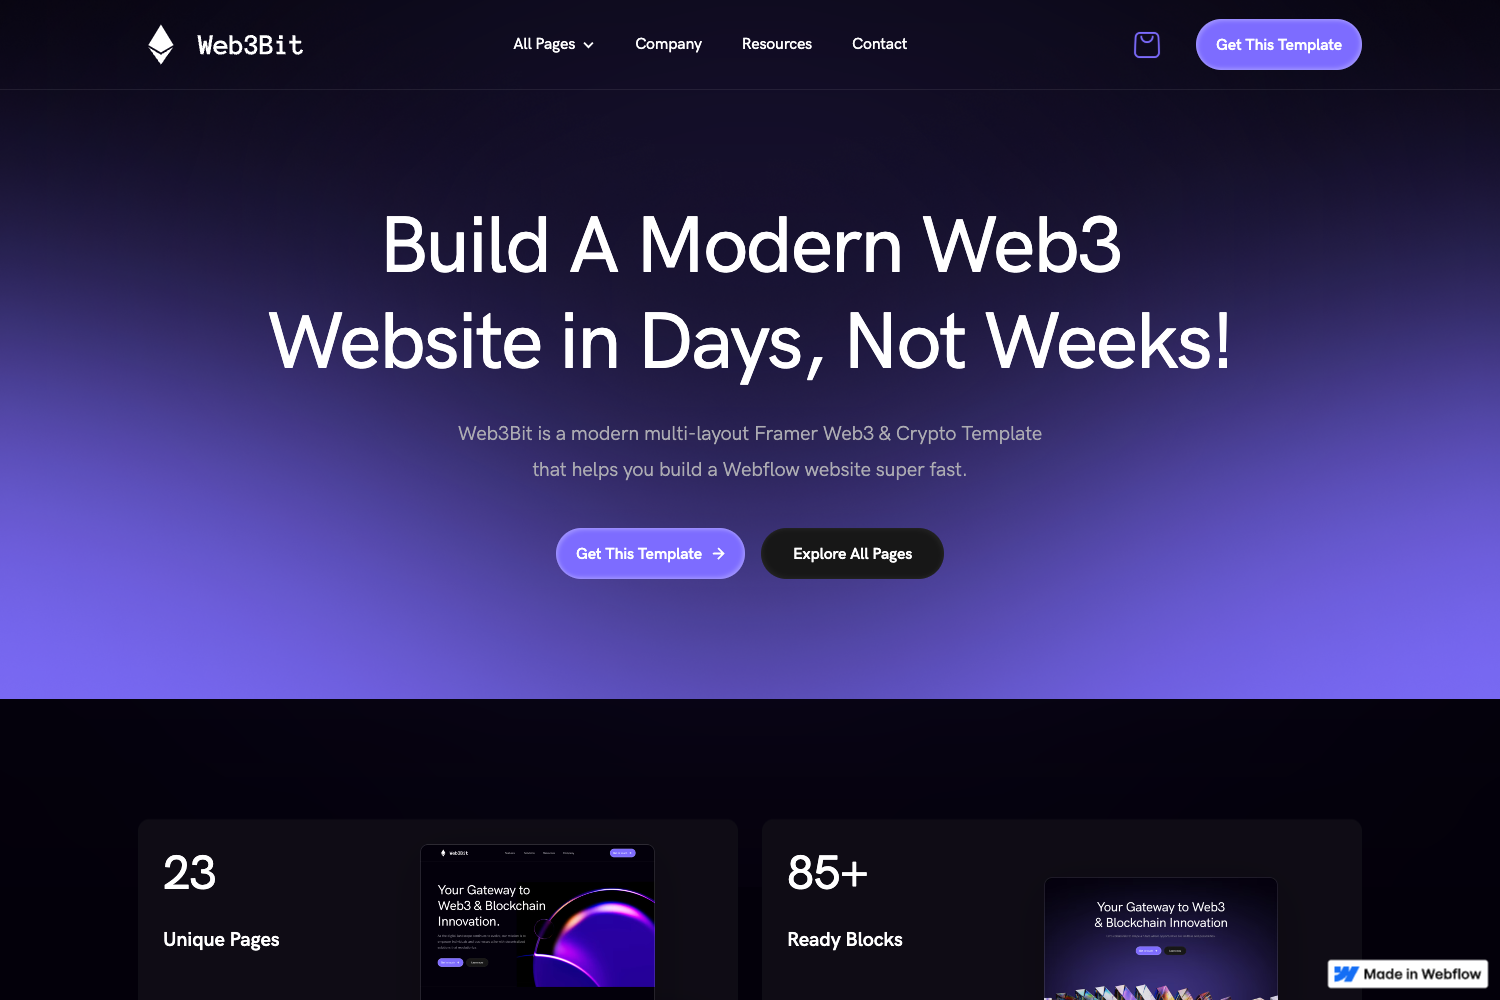 Web3Bit
All Pages
Company
Resources
Contact
Get This Template
Build A Modern Web3
Website in Days, Not Weeks!
Web3Bit is a modern multi-layout Framer Web3 & Crypto Template
that helps you build a Webflow website super fast.
Get This Template
Explore All Pages
23
Unique Pages
Web3Bit
Your Gateway to
Web3 & Blockchain
Innovation.
85+
Ready Blocks
Your Gateway to Web3
& Blockchain Innovation
Made in Webflow